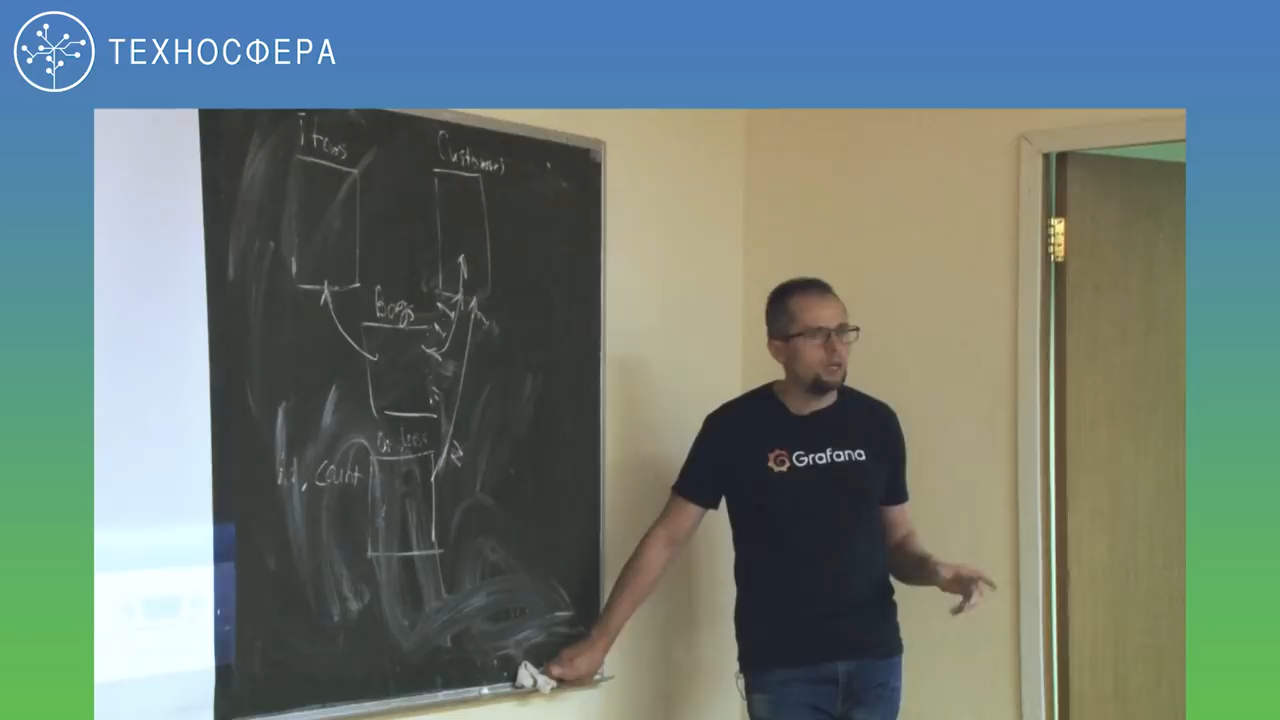 ТЕХНОСФЕРА
Items
Customers
Bags
orders
id, count
Grafana